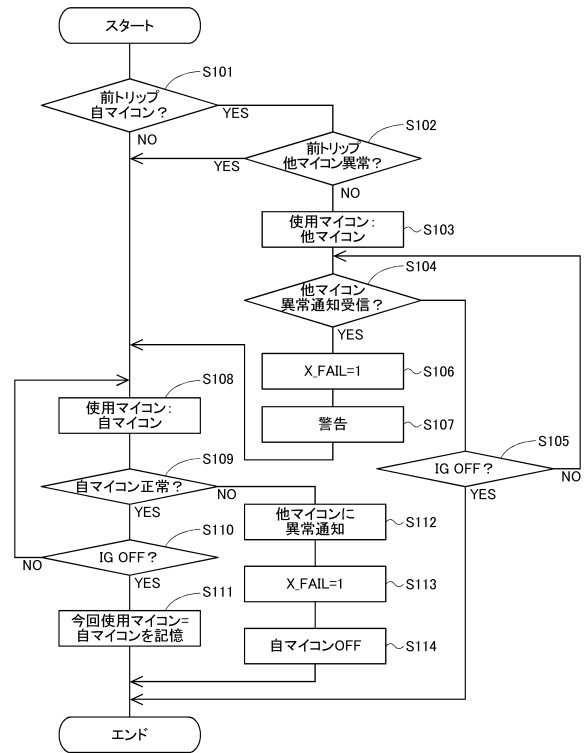 スタート
S101
前トリップ
自マイコン？
YES
NO
S102
前トリップ
他マイコン異常？
YES
NO
使用マイコン：
他マイコン
S103
S104
他マイコン
異常通知受信？
YES
X_FAIL=1
S106
警告
S107
S105
IG OFF？
NO
YES
S108
使用マイコン：
自マイコン
S109
自マイコン正常？
NO
YES
S110
IG OFF？
NO
YES
S111
今回使用マイコン=
自マイコンを記憶
他マイコンに
異常通知
S112
X_FAIL=1
S113
自マイコンOFF
S114
エンド